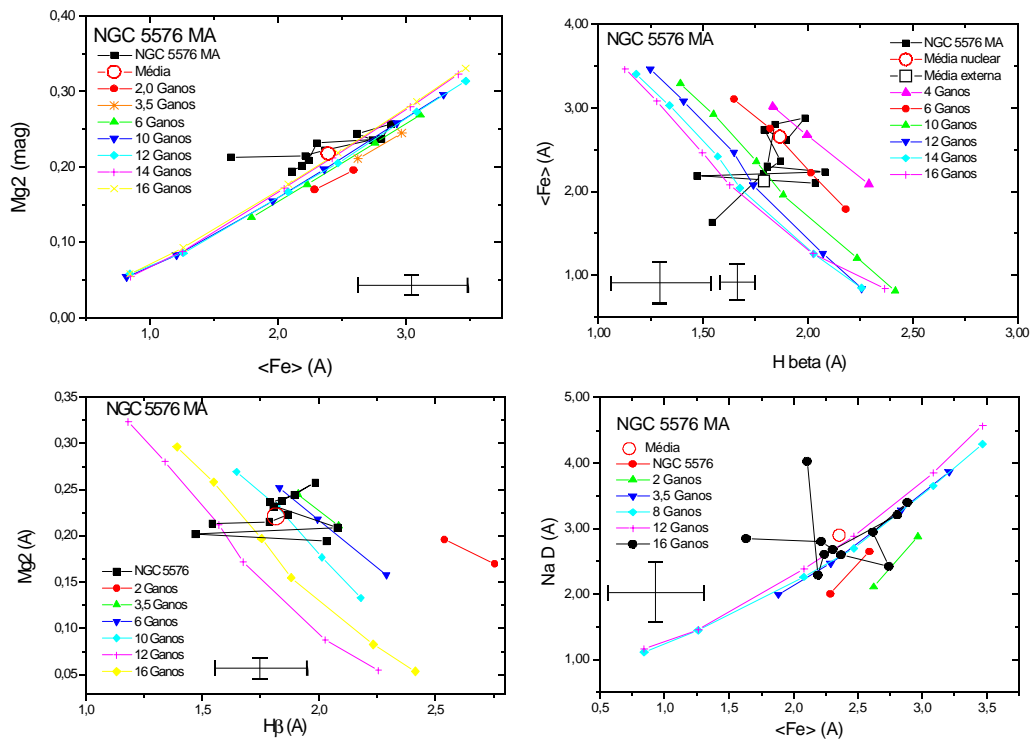 NGC 5576 MA
NGC 5576 MA
Média
2,0 Ganos
3,5 Ganos
6 Ganos
10 Ganos
12 Ganos
14 Ganos
16 Ganos
0,40
0,30
0,20
0,10
0,00
Mg2 (mag)
1,0
2,0
3,0
<Fe> (A)
NGC 5576 MA
NGC 5576 MA
Média nuclear
Média externa
4 Ganos
6 Ganos
10 Ganos
12 Ganos
14 Ganos
16 Ganos
4,00
3,00
2,00
1,00
<Fe> (A)
1,00
1,50
2,00
2,50
3,00
H beta (A)
NGC 5576 MA
NGC 5576
2 Ganos
3,5 Ganos
6 Ganos
10 Ganos
12 Ganos
16 Ganos
0,35
0,30
0,25
0,20
0,15
0,10
0,05
Mg2 (A)
1,0
1,5
2,0
2,5
Hβ (A)
NGC 5576 MA
Média
NGC 5576
2 Ganos
3,5 Ganos
8 Ganos
12 Ganos
16 Ganos
5,00
4,00
3,00
2,00
1,00
Na D (A)
0,5
1,0
1,5
2,0
2,5
3,0
3,5
<Fe> (A)